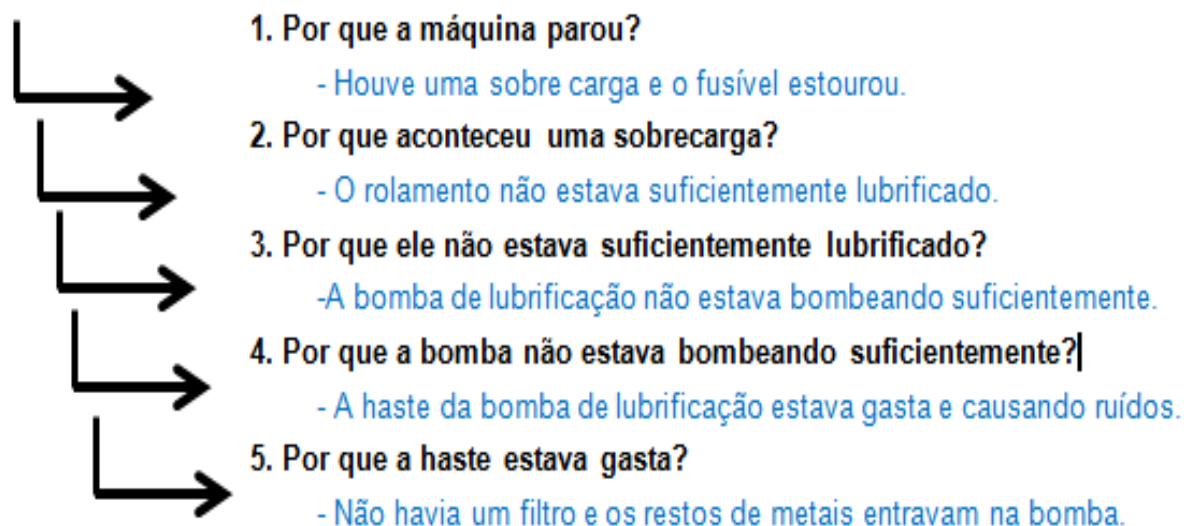 1. Por que a máquina parou?
- Houve uma sobre carga e o fusível estourou.
2. Por que aconteceu uma sobrecarga?
- O rolamento não estava suficientemente lubrificado.
3. Por que ele não estava suficientemente lubrificado?
-A bomba de lubrificação não estava bombeando suficientemente.
4. Por que a bomba não estava bombeando suficientemente?
- A haste da bomba de lubrificação estava gasta e causando ruídos.
5. Por que a haste estava gasta?
- Não havia um filtro e os restos de metais entravam na bomba.